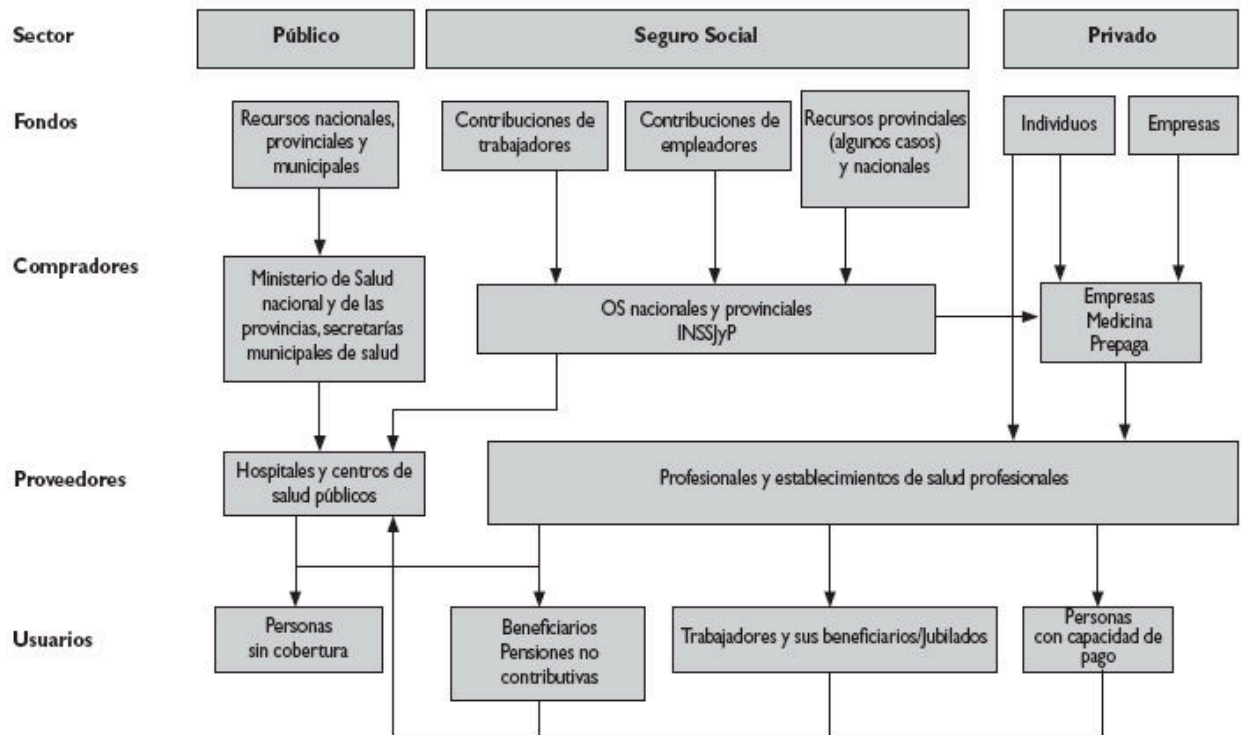 Sector
Público
Seguro Social
Privado
Fondos
Recursos nacionales,
provinciales y
municipales
Contribuciones de
trabajadores
Contribuciones de
empleadores
Recursos provinciales
(algunos casos)
y nacionales
Individuos
Empresas
Compradores
Ministerio de Salud
nacional y de las
provincias, secretarías
municipales de salud
OS nacionales y provinciales
INSSJyP
Empresas
Medicina
Prepaga
Proveedores
Hospitales y centros de
salud públicos
Profesionales y establecimientos de salud profesionales
Usuarios
Personas
sin cobertura
Beneficiarios
Pensiones no
contributivas
Trabajadores y sus beneficiarios/Jubilados
Personas
con capacidad de
pago